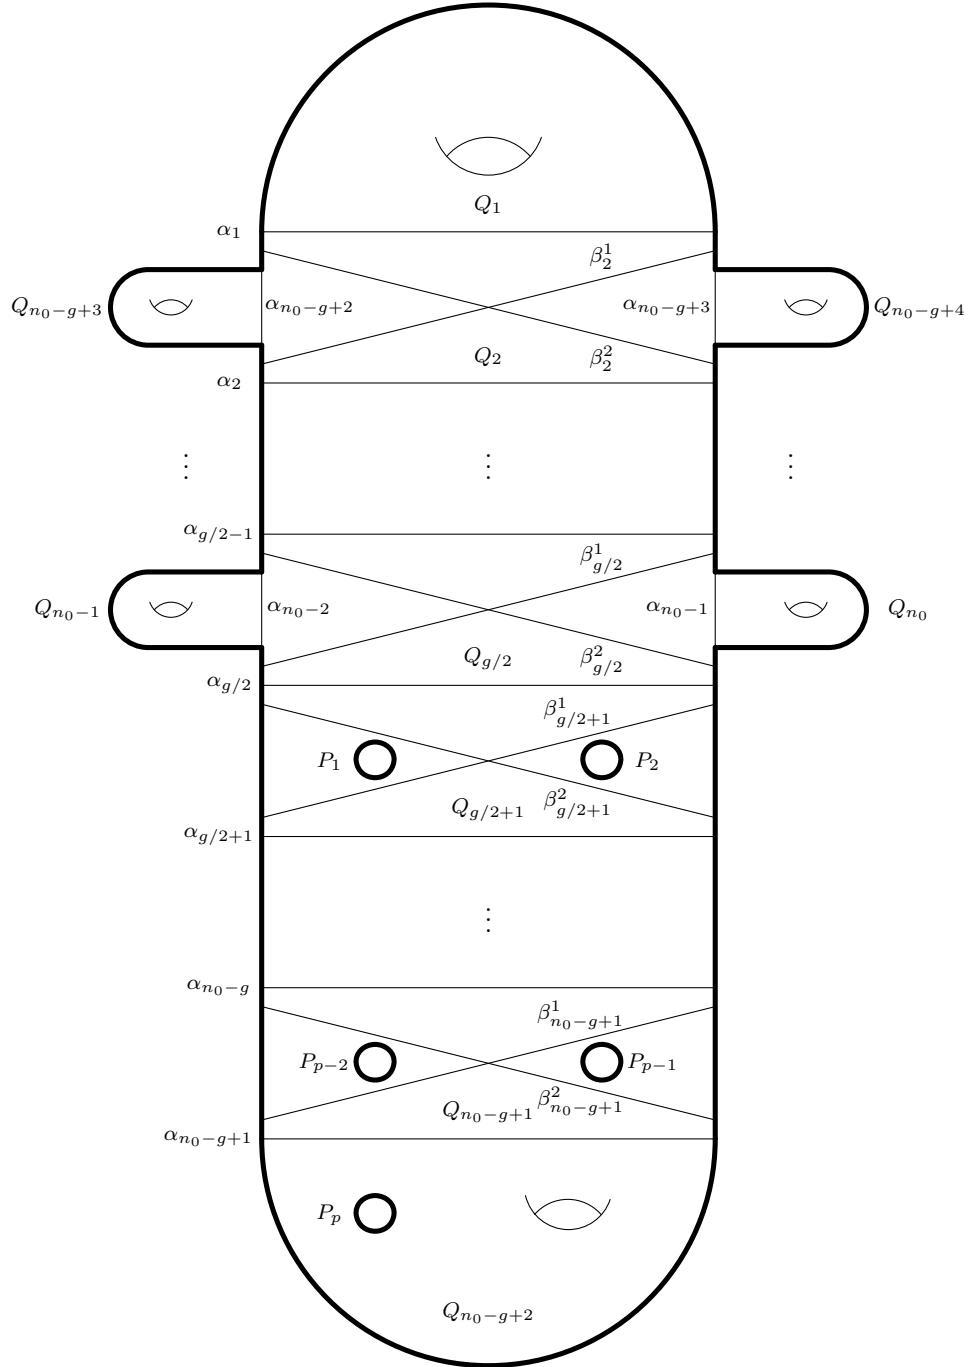 Q_1
α_1
β_2^1
Q_{n_0-g+3} α_{n_0-g+2} α_{n_0-g+3} Q_{n_0-g+4}
Q_2 β_2^2
α_2
⋮ ⋮ ⋮
α_{g/2-1}
β_{g/2}^1
Q_{n_0-1} α_{n_0-2} α_{n_0-1} Q_{n_0}
Q_{g/2} β_{g/2}^2
α_{g/2}
β_{g/2+1}^1
P_1 P_2
Q_{g/2+1} β_{g/2+1}^2
α_{g/2+1}
⋮
α_{n_0-g}
β_{n_0-g+1}^1
P_{p-2} P_{p-1}
Q_{n_0-g+1} β_{n_0-g+1}^2
α_{n_0-g+1}
P_p
Q_{n_0-g+2}